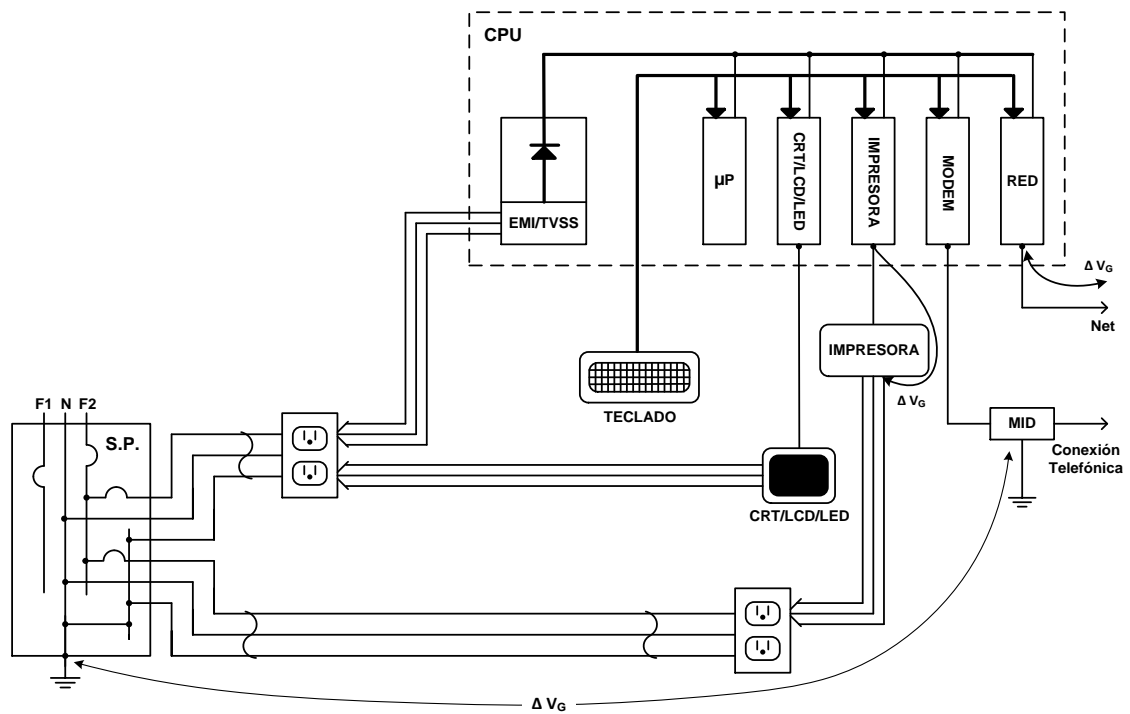 CPU
EMI/TVSS
µP
CRT/LCD/LED
IMPRESORA
MODEM
RED
Δ VG
Net
IMPRESORA
Δ VG
TECLADO
F1 N F2
S.P.
MID
Conexión
Telefónica
CRT/LCD/LED
Δ VG